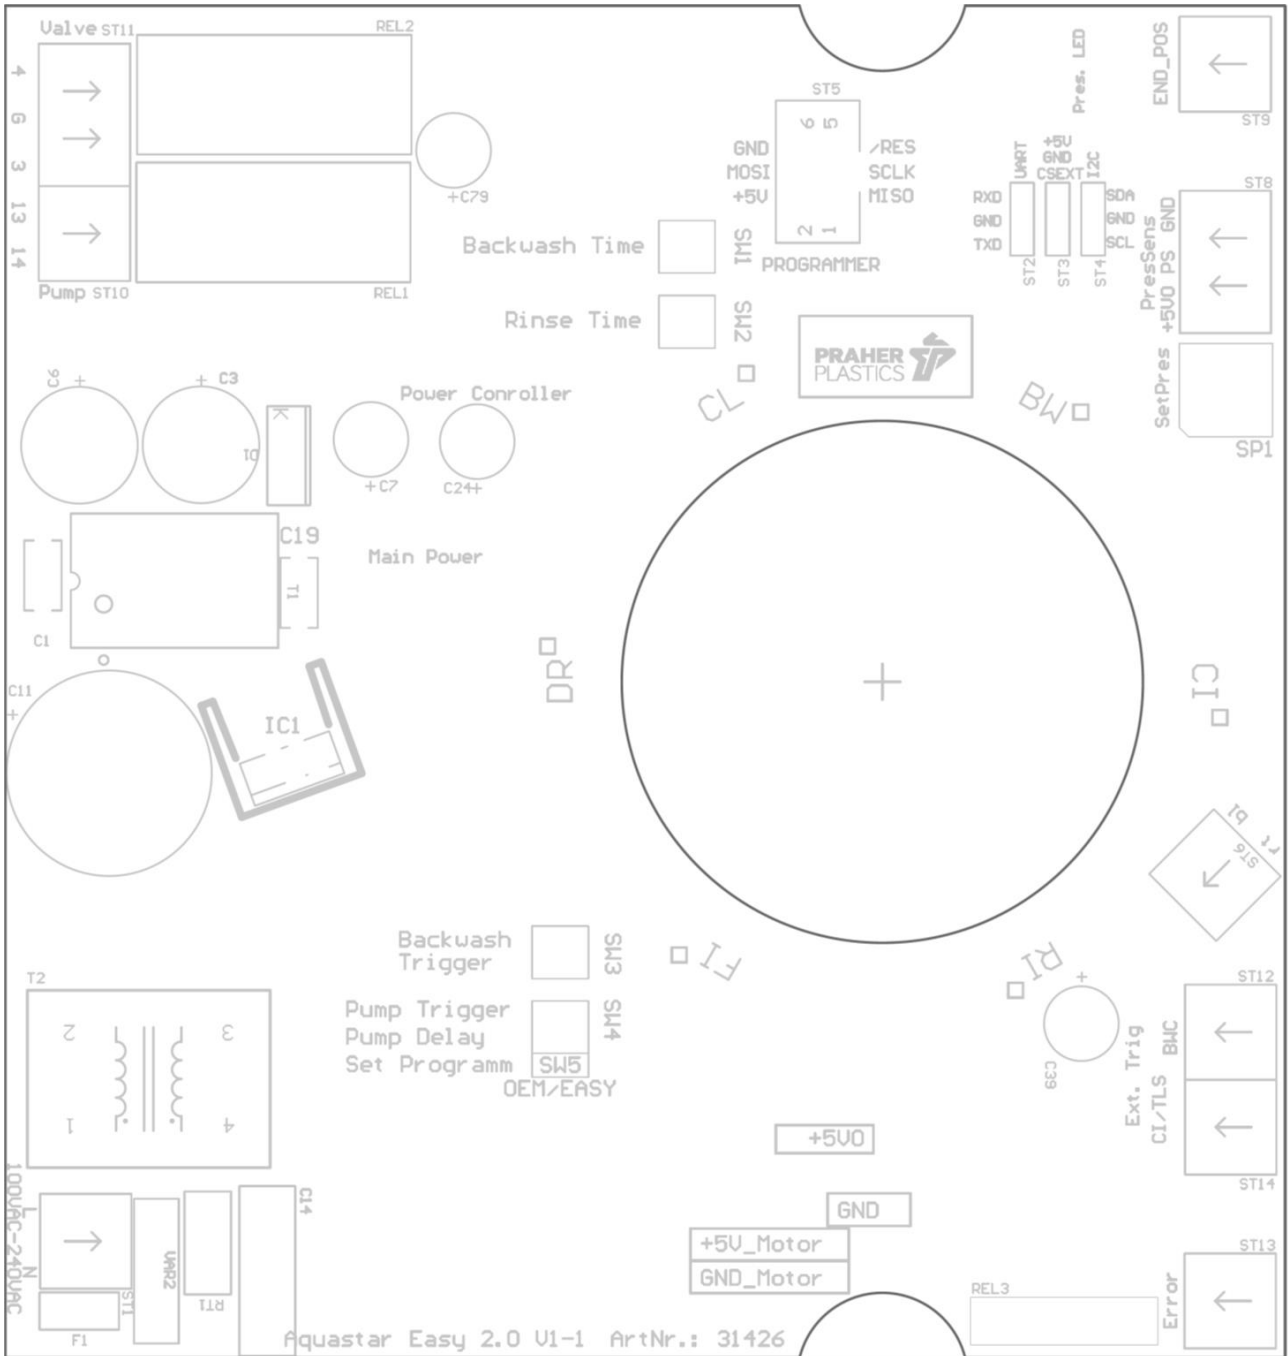 Valve ST11
REL2
4
G
3
13
14
Pump ST10
REL1
+C79
Backwash Time
SW1
Rinse Time
SW2
ST5
6 5
GND
MOSI
+5V
/RES
SCLK
MISO
2 1
PROGRAMMER
Pres. LED
END_POS
ST9
UART
+5V
GND
CSEXT
I2C
RXD
GND
TXD
SDA
GND
SCL
ST2
ST3
ST4
ST8
PresSens
+5VO PS GND
SetPres
SP1
PRAHER
PLASTICS
CL
BW
C6
+
+ C3
K
D1
Power Conroller
+C7
C24+
C19
Main Power
T1
C1
C11
+
IC1
DR
CI
b1
rt
ST6
Backwash
Trigger
SW3
Pump Trigger
Pump Delay
Set Programm
SW4
SW5
OEM/EASY
FI
RI
+
C39
T2
2
3
1
4
ST12
BWC
Ext. Trig
CI/TLS
ST14
+5VO
GND
+5V_Motor
GND_Motor
100VAC-240VAC
L
N
ST1
F1
VAR2
RT1
C14
REL3
ST13
Error
Aquastar Easy 2.0 V1-1 ArtNr.: 31426